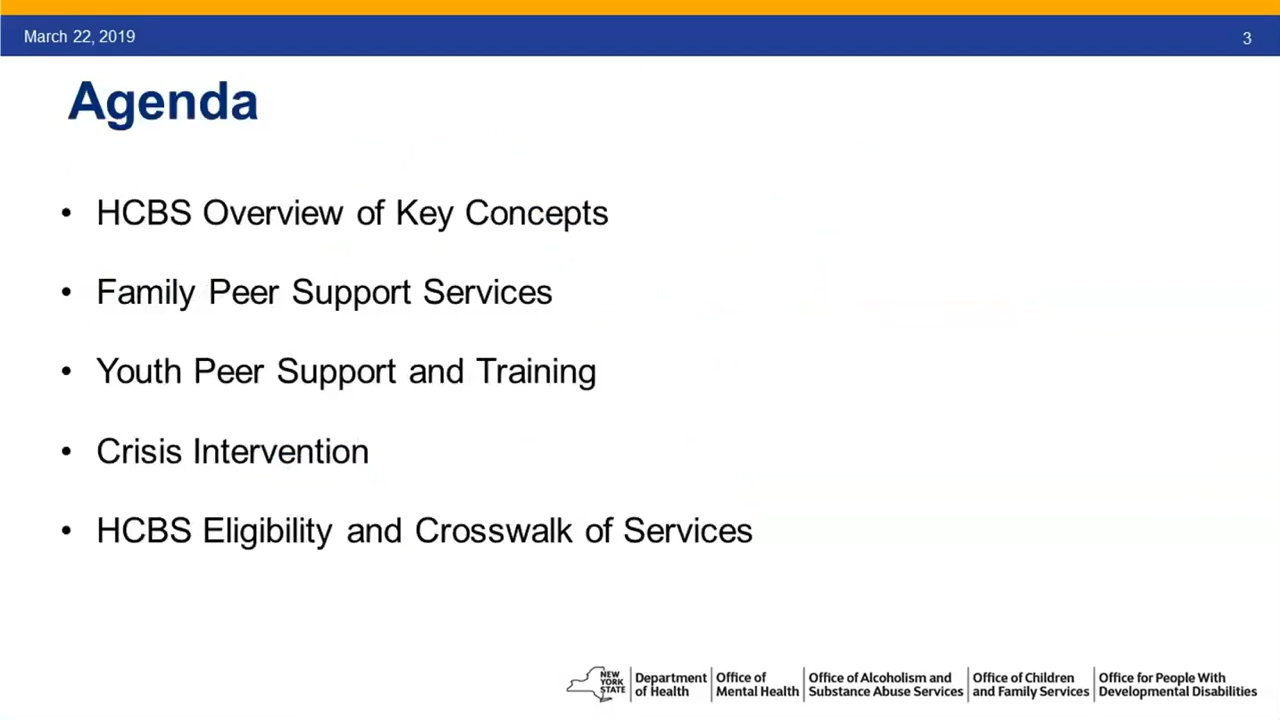 March 22, 2019
3
Agenda
• HCBS Overview of Key Concepts
• Family Peer Support Services
• Youth Peer Support and Training
• Crisis Intervention
• HCBS Eligibility and Crosswalk of Services
NEW YORK STATE
Department of Health
Office of Mental Health
Office of Alcoholism and Substance Abuse Services
Office of Children and Family Services
Office for People With Developmental Disabilities